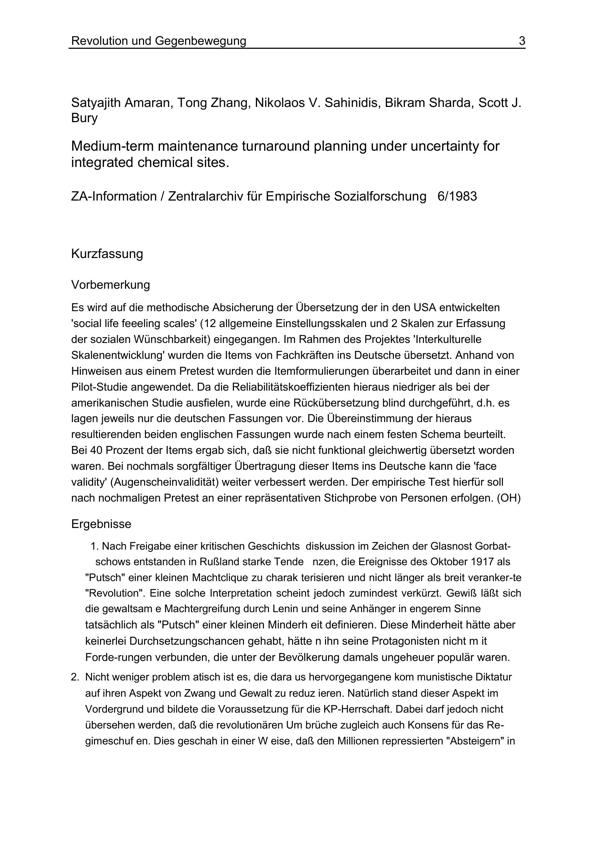 Revolution und Gegenbewegung 3
Satyajith Amaran, Tong Zhang, Nikolaos V. Sahinidis, Bikram Sharda, Scott J.
Bury
Medium-term maintenance turnaround planning under uncertainty for
integrated chemical sites.
ZA-Information / Zentralarchiv für Empirische Sozialforschung 6/1983
Kurzfassung
Vorbemerkung
Es wird auf die methodische Absicherung der Übersetzung der in den USA entwickelten
'social life feeeling scales' (12 allgemeine Einstellungsskalen und 2 Skalen zur Erfassung
der sozialen Wünschbarkeit) eingegangen. Im Rahmen des Projektes 'Interkulturelle
Skalenentwicklung' wurden die Items von Fachkräften ins Deutsche übersetzt. Anhand von
Hinweisen aus einem Pretest wurden die Itemformulierungen überarbeitet und dann in einer
Pilot-Studie angewendet. Da die Reliabilitätskoeffizienten hieraus niedriger als bei der
amerikanischen Studie ausfielen, wurde eine Rückübersetzung blind durchgeführt, d.h. es
lagen jeweils nur die deutschen Fassungen vor. Die Übereinstimmung der hieraus
resultierenden beiden englischen Fassungen wurde nach einem festen Schema beurteilt.
Bei 40 Prozent der Items ergab sich, daß sie nicht funktional gleichwertig übersetzt worden
waren. Bei nochmals sorgfältiger Übertragung dieser Items ins Deutsche kann die 'face
validity' (Augenscheinvalidität) weiter verbessert werden. Der empirische Test hierfür soll
nach nochmaligen Pretest an einer repräsentativen Stichprobe von Personen erfolgen. (OH)
Ergebnisse
1. Nach Freigabe einer kritischen Geschichts diskussion im Zeichen der Glasnost Gorbat-
schows entstanden in Rußland starke Tende nzen, die Ereignisse des Oktober 1917 als
"Putsch" einer kleinen Machtclique zu charak terisieren und nicht länger als breit veranker-te
"Revolution". Eine solche Interpretation scheint jedoch zumindest verkürzt. Gewiß läßt sich
die gewaltsam e Machtergreifung durch Lenin und seine Anhänger in engerem Sinne
tatsächlich als "Putsch" einer kleinen Minderh eit definieren. Diese Minderheit hätte aber
keinerlei Durchsetzungschancen gehabt, hätte n ihn seine Protagonisten nicht m it
Forde-rungen verbunden, die unter der Bevölkerung damals ungeheuer populär waren.
2. Nicht weniger problem atisch ist es, die dara us hervorgegangene kom munistische Diktatur
auf ihren Aspekt von Zwang und Gewalt zu reduz ieren. Natürlich stand dieser Aspekt im
Vordergrund und bildete die Voraussetzung für die KP-Herrschaft. Dabei darf jedoch nicht
übersehen werden, daß die revolutionären Um brüche zugleich auch Konsens für das Re-
gimeschuf en. Dies geschah in einer W eise, daß den Millionen repressierten "Absteigern" in